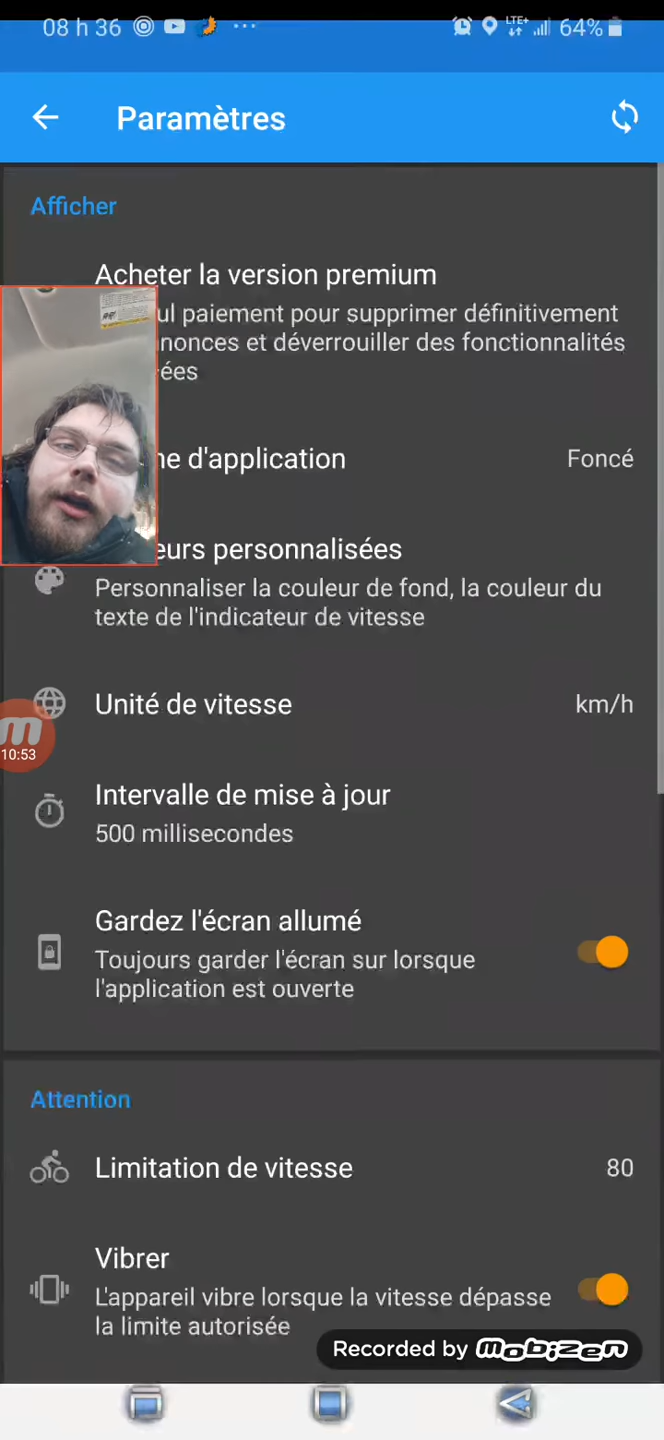 08 h 36
LTE+
64%
Paramètres
Afficher
Acheter la version premium
ul paiement pour supprimer définitivement
nonces et déverrouiller des fonctionnalités
ées
ne d'application
Foncé
eurs personnalisées
Personnaliser la couleur de fond, la couleur du
texte de l'indicateur de vitesse
Unité de vitesse
km/h
10:53
Intervalle de mise à jour
500 millisecondes
Gardez l'écran allumé
Toujours garder l'écran sur lorsque
l'application est ouverte
Attention
Limitation de vitesse
80
Vibrer
L'appareil vibre lorsque la vitesse dépasse
la limite autorisée
Recorded by mobizen